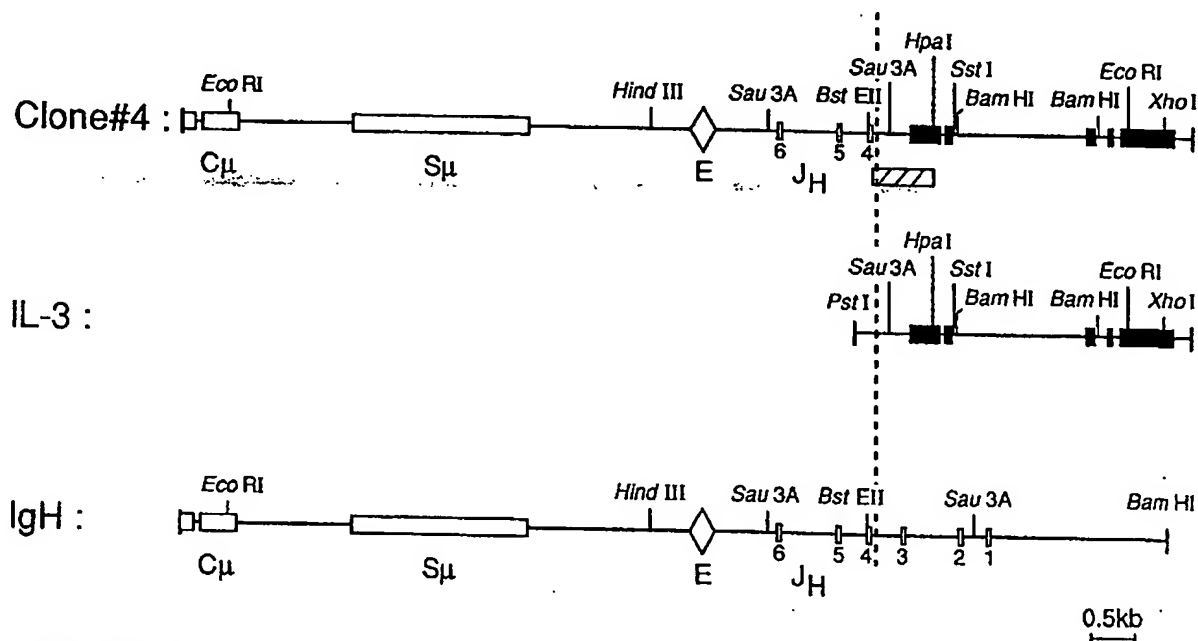 Clone#4 :
Eco RI
Hind III
Sau 3A
Bst EII
Sau 3A
Hpa I
Sst I
Bam HI
Bam HI
Eco RI
Xho I
Cμ
Sμ
E
6
5
4
JH
IL-3 :
Pst I
Sau 3A
Hpa I
Sst I
Bam HI
Bam HI
Eco RI
Xho I
IgH :
Eco RI
Hind III
Sau 3A
Bst EII
Sau 3A
Bam HI
Cμ
Sμ
E
6
5
4
3
2
1
JH
0.5kb